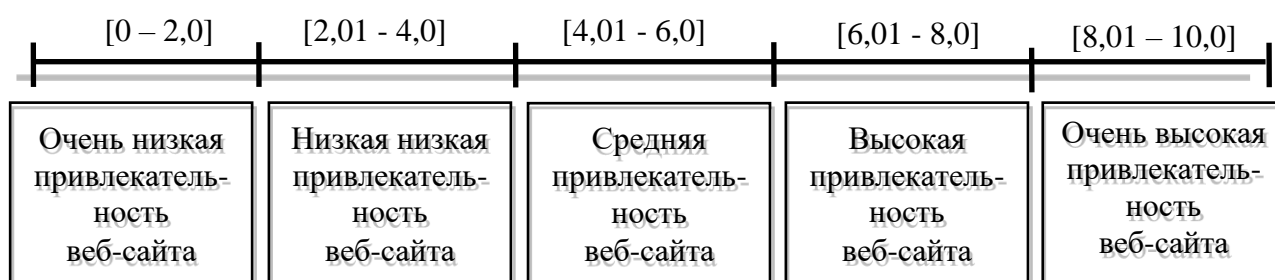 [0 – 2,0] [2,01 - 4,0] [4,01 - 6,0] [6,01 - 8,0] [8,01 – 10,0]
Очень низкая
привлекатель-
ность
веб-сайта
Низкая низкая
привлекатель-
ность
веб-сайта
Средняя
привлекатель-
ность
веб-сайта
Высокая
привлекатель-
ность
веб-сайта
Очень высокая
привлекатель-
ность
веб-сайта